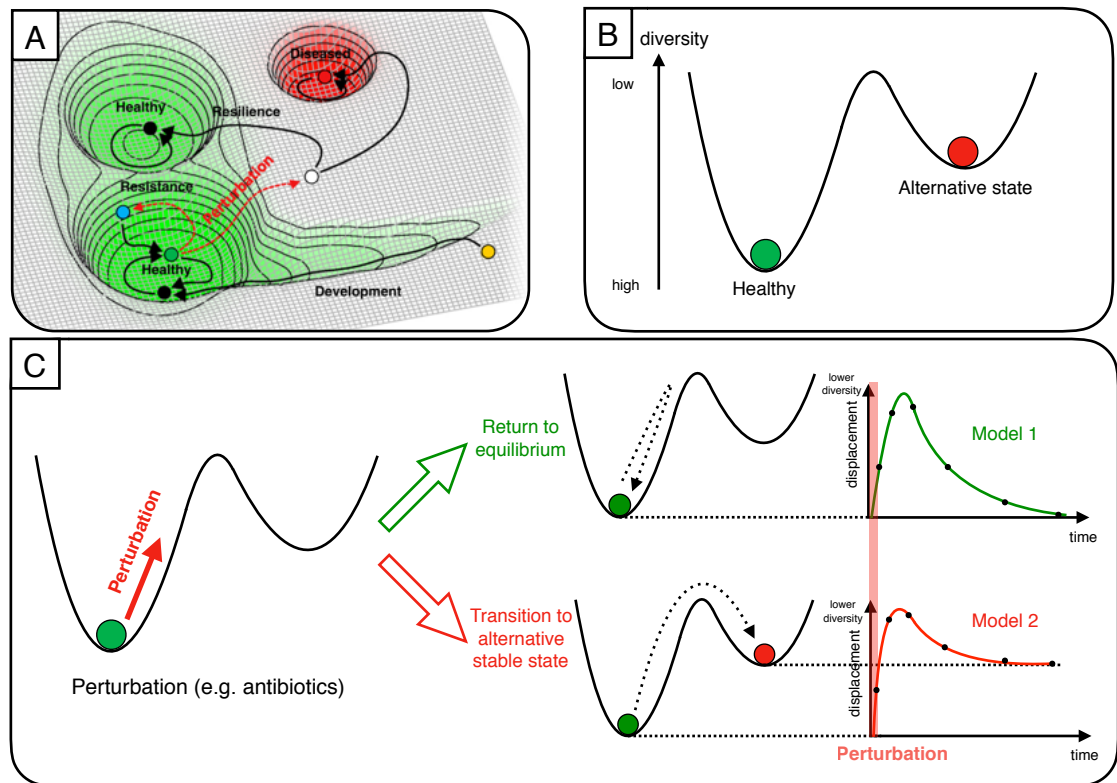 A
Diseased
Healthy
Resilience
Perturbation
Resistance
Healthy
Development
B
diversity
low
high
Healthy
Alternative state
C
Perturbation
Perturbation (e.g. antibiotics)
Return to
equilibrium
Transition to
alternative
stable state
lower
diversity
displacement
Model 1
time
lower
diversity
displacement
Model 2
time
Perturbation